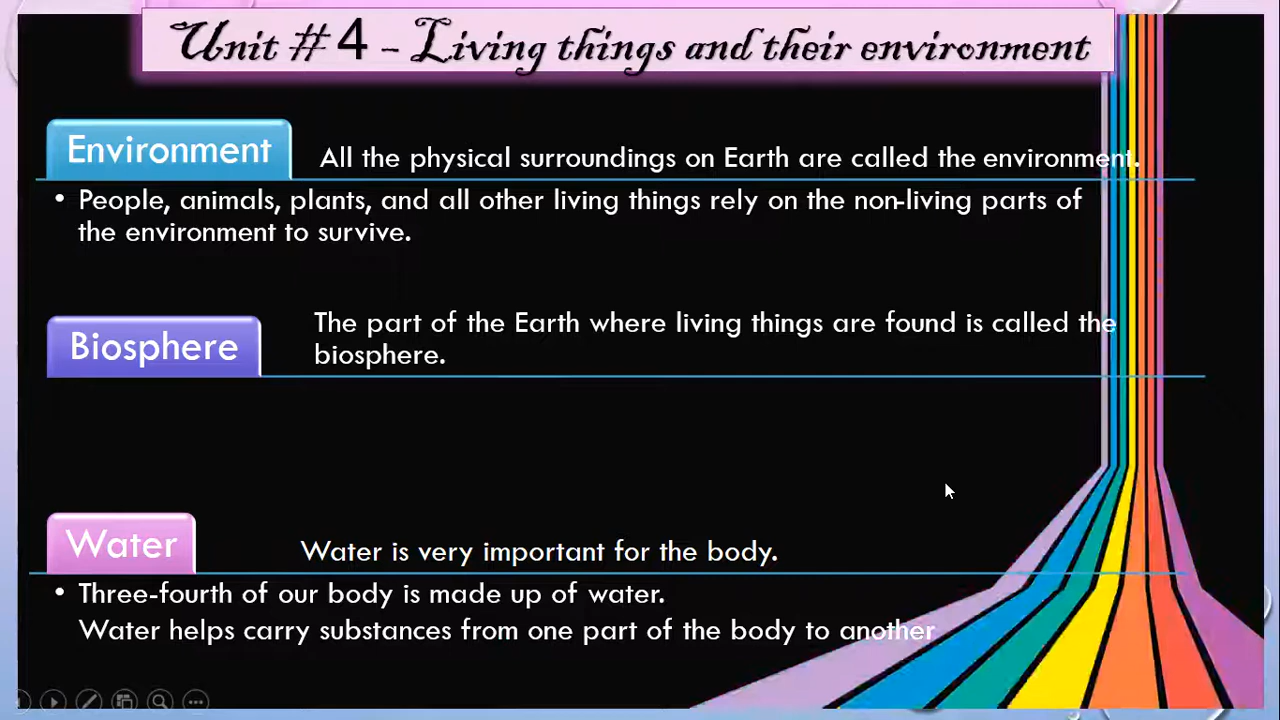 Unit # 4 – Living things and their environment
Environment
All the physical surroundings on Earth are called the environment.
• People, animals, plants, and all other living things rely on the non-living parts of
the environment to survive.
Biosphere
The part of the Earth where living things are found is called the
biosphere.
Water
Water is very important for the body.
• Three-fourth of our body is made up of water.
Water helps carry substances from one part of the body to another